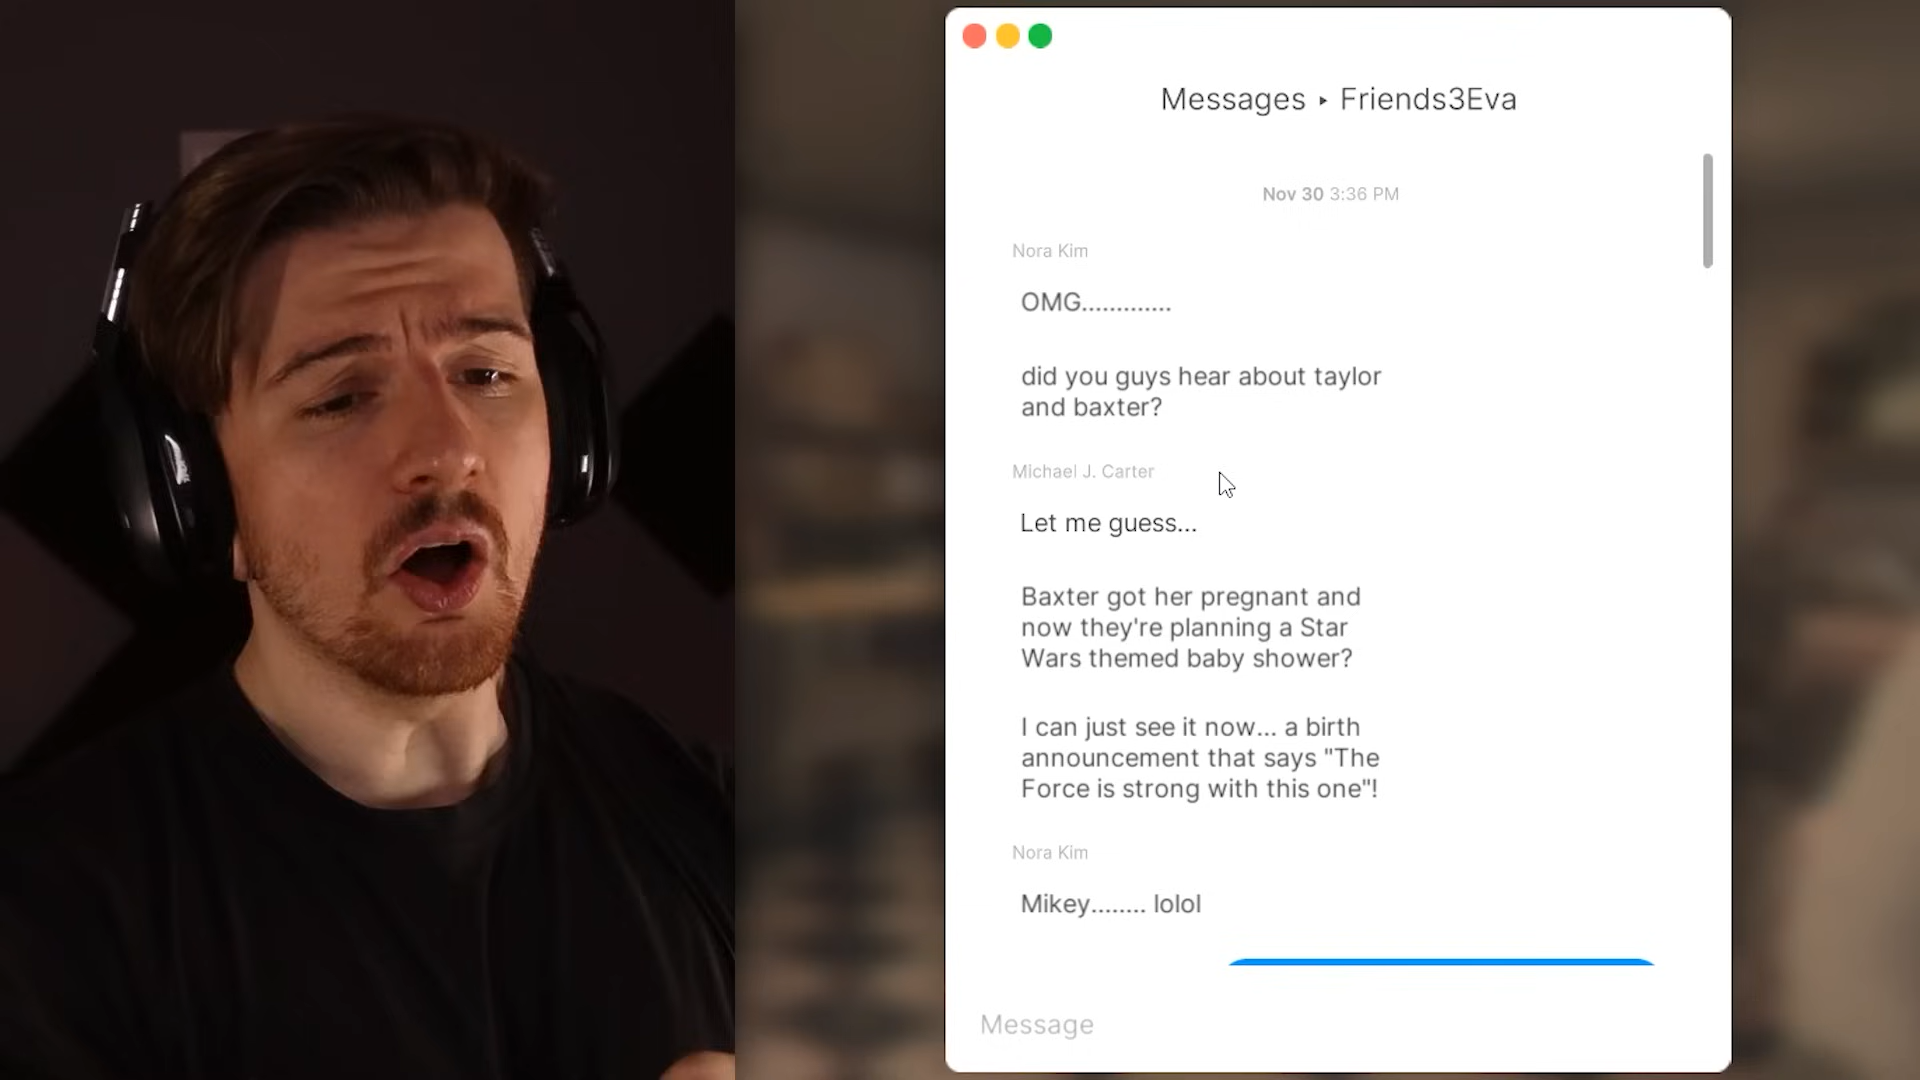 Messages ▸ Friends3Eva
Nov 30 3:36 PM
Nora Kim
OMG.............
did you guys hear about taylor
and baxter?
Michael J. Carter
Let me guess...
Baxter got her pregnant and
now they're planning a Star
Wars themed baby shower?
I can just see it now... a birth
announcement that says "The
Force is strong with this one"!
Nora Kim
Mikey........ lolol
Message